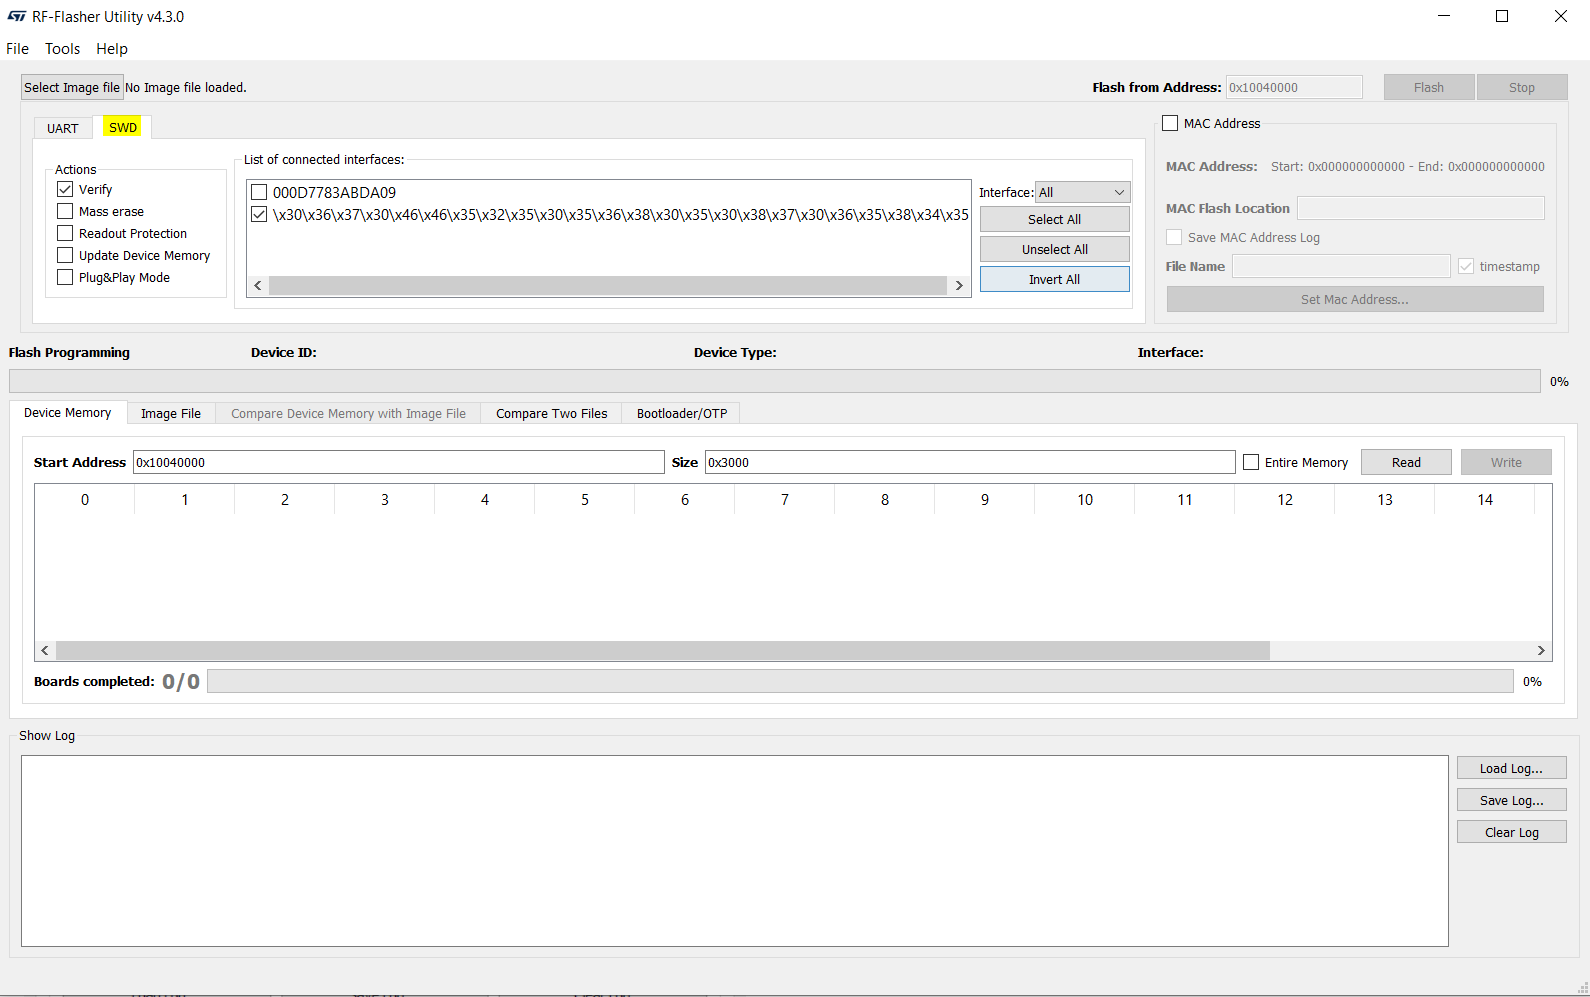 RF-Flasher Utility v4.3.0
File Tools Help
Select Image file No Image file loaded. Flash from Address: 0x10040000 Flash Stop
UART SWD
MAC Address
Actions
List of connected interfaces:
Verify
Mass erase
Readout Protection
Update Device Memory
Plug&Play Mode
000D7783ABDA09
\x30\x36\x37\x30\x46\x46\x35\x32\x35\x30\x35\x36\x38\x30\x35\x30\x38\x37\x30\x36\x35\x38\x34\x35
Interface: All
Select All
Unselect All
Invert All
MAC Address: Start: 0x000000000000 - End: 0x000000000000
MAC Flash Location
Save MAC Address Log
File Name timestamp
Set Mac Address...
Flash Programming Device ID: Device Type: Interface:
0%
Device Memory Image File Compare Device Memory with Image File Compare Two Files Bootloader/OTP
Start Address 0x10040000 Size 0x3000 Entire Memory Read Write
0 1 2 3 4 5 6 7 8 9 10 11 12 13 14
Boards completed: 0/0 0%
Show Log
Load Log...
Save Log...
Clear Log